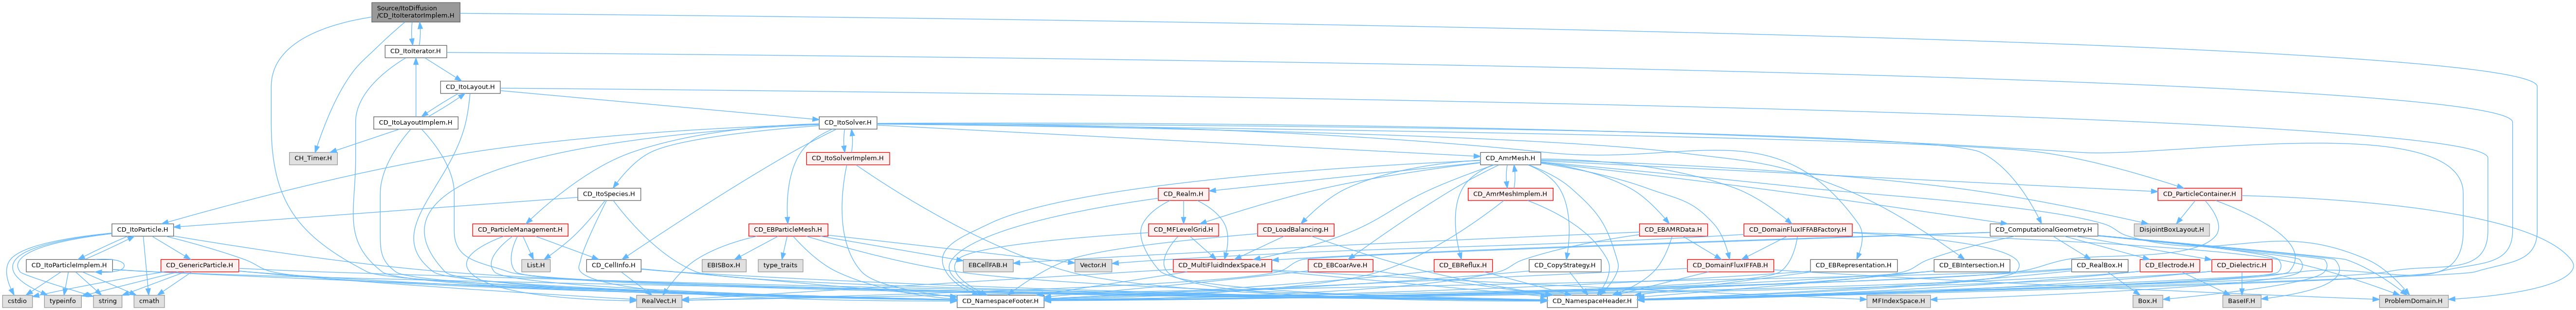 Source/ItoDiffusion
/CD_ItoIteratorImplem.H
CD_ItoIterator.H
CD_ItoLayout.H
CD_ItoLayoutImplem.H
CD_ItoSolver.H
CH_Timer.H
CD_ItoSolverImplem.H
CD_AmrMesh.H
CD_ItoSpecies.H
CD_Realm.H
CD_AmrMeshImplem.H
CD_ParticleContainer.H
CD_ItoParticle.H
CD_ParticleManagement.H
CD_EBParticleMesh.H
CD_MFLevelGrid.H
CD_LoadBalancing.H
CD_EBAMRData.H
CD_DomainFluxIFFABFactory.H
CD_ComputationalGeometry.H
DisjointBoxLayout.H
CD_ItoParticleImplem.H
CD_GenericParticle.H
List.H
CD_CellInfo.H
EBISBox.H
type_traits
EBCellFAB.H
Vector.H
CD_MultiFluidIndexSpace.H
CD_EBCoarAve.H
CD_EBReflux.H
CD_CopyStrategy.H
CD_DomainFluxIFFAB.H
CD_EBRepresentation.H
CD_EBIntersection.H
CD_RealBox.H
CD_Electrode.H
CD_Dielectric.H
cstdio
typeinfo
string
cmath
RealVect.H
CD_NamespaceFooter.H
CD_NamespaceHeader.H
MFIndexSpace.H
Box.H
BaseIF.H
ProblemDomain.H